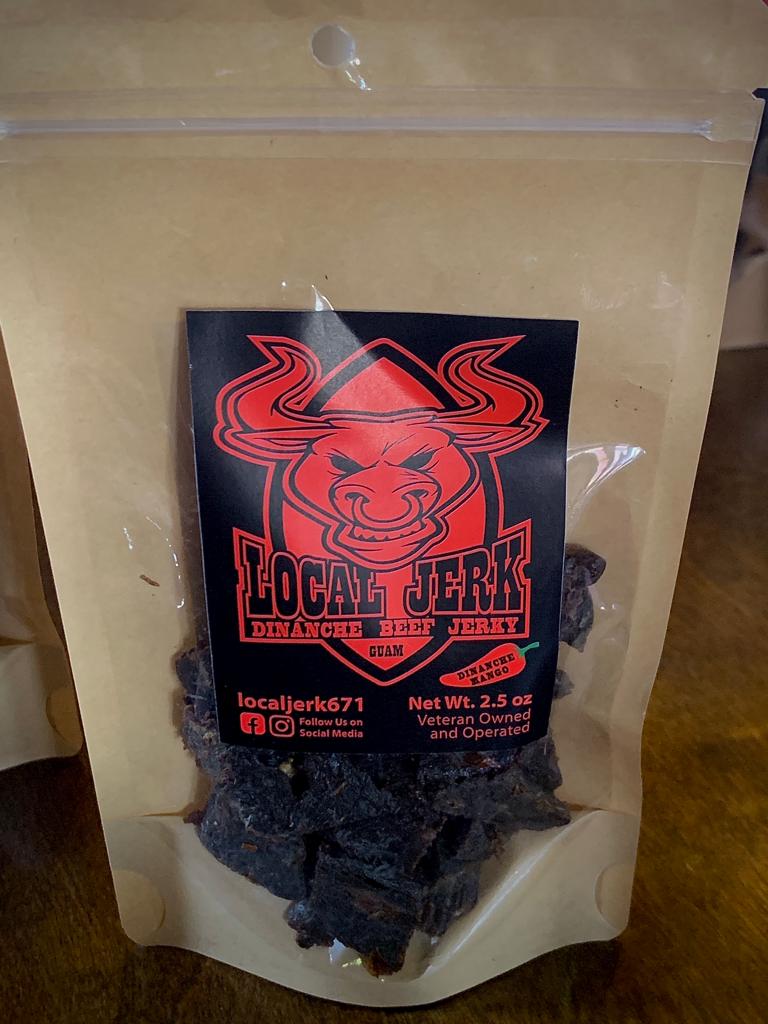 LOCAL JERK
DINANCHE BEEF JERKY
GUAM
DINANCHE
MANGO
localjerk671
Follow Us on
Social Media
Net Wt. 2.5 oz
Veteran Owned
and Operated